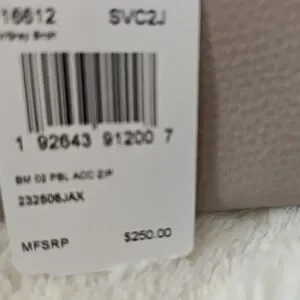 16612 SVC2J
1 92643 91200 7
BM 02 PBL ACC ZIP
232506JAX
MFSRP $250.00